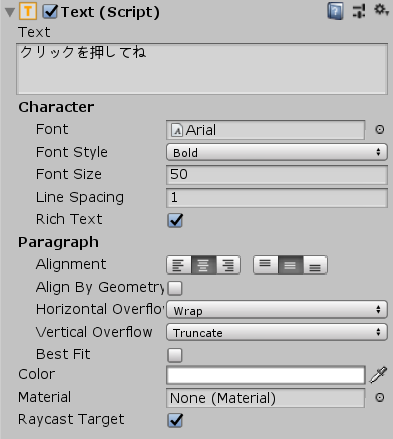 Text (Script)
Text
クリックを押してね
Character
Font Arial
Font Style Bold
Font Size 50
Line Spacing 1
Rich Text
Paragraph
Alignment
Align By Geometry
Horizontal Overflow Wrap
Vertical Overflow Truncate
Best Fit
Color
Material None (Material)
Raycast Target